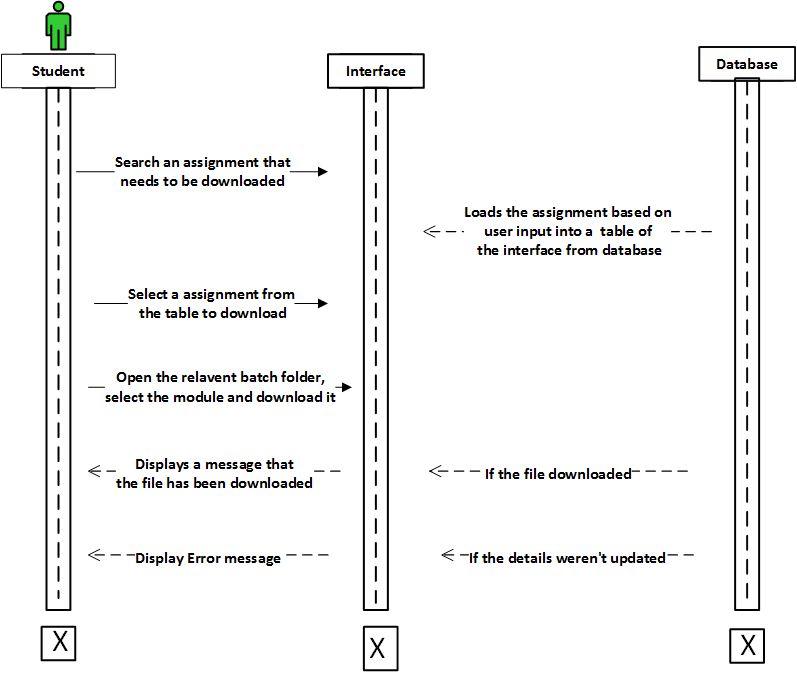 Student
Interface
Database
Search an assignment that
needs to be downloaded
Loads the assignment based on
user input into a table of
the interface from database
Select a assignment from
the table to download
Open the relavent batch folder,
select the module and download it
Displays a message that
the file has been downloaded
If the file downloaded
Display Error message
If the details weren't updated
X
X
X